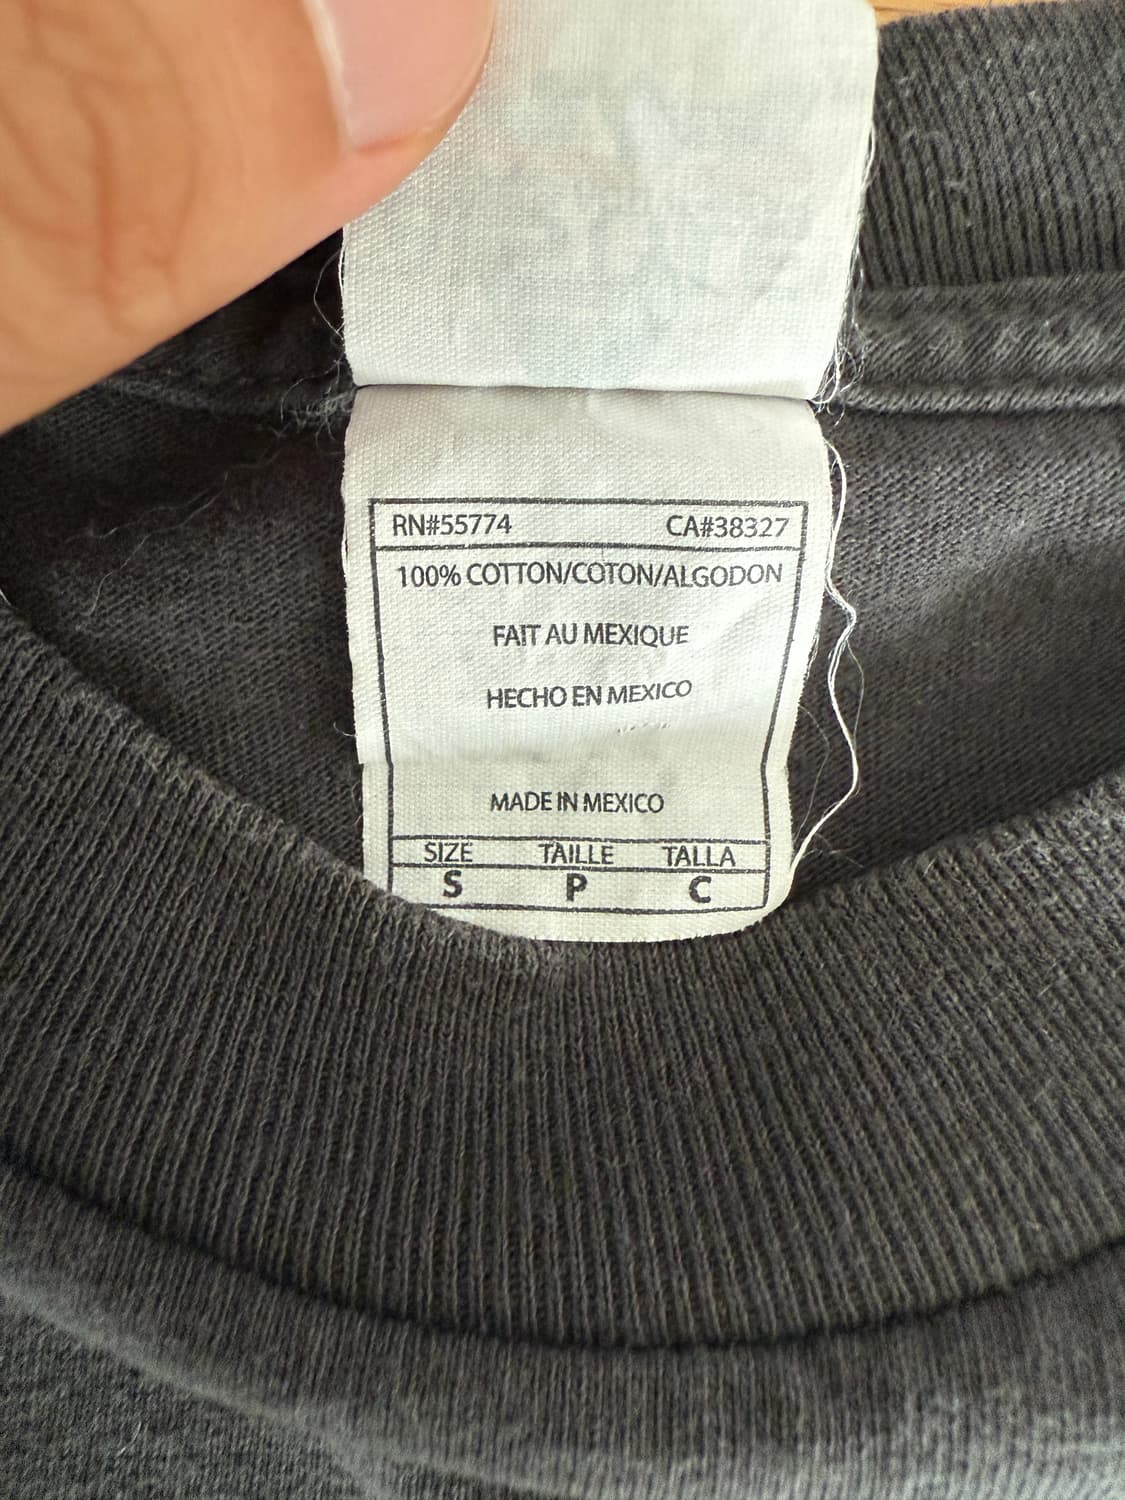 RN#55774 CA#38327
100% COTTON/COTON/ALGODON
FAIT AU MEXIQUE
HECHO EN MEXICO
MADE IN MEXICO
SIZE TAILLE TALLA
S P C